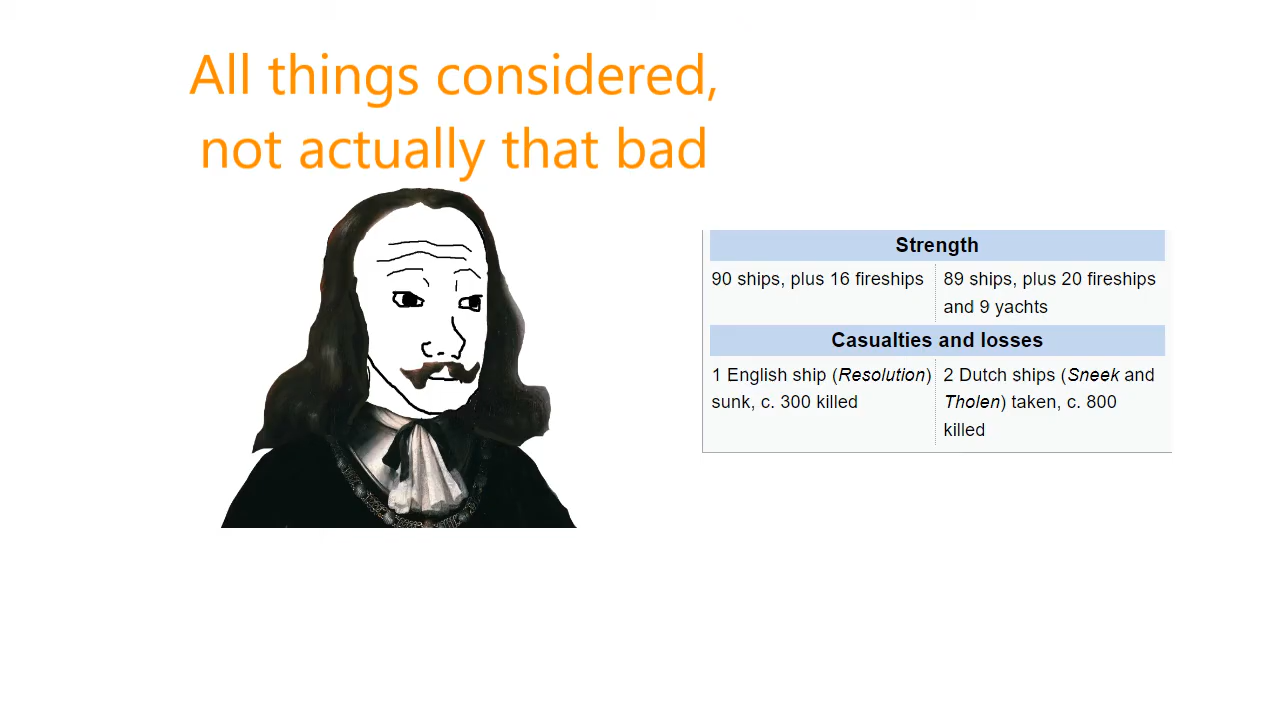 All things considered,
not actually that bad
Strength
90 ships, plus 16 fireships
89 ships, plus 20 fireships
and 9 yachts
Casualties and losses
1 English ship (Resolution)
sunk, c. 300 killed
2 Dutch ships (Sneek and
Tholen) taken, c. 800
killed